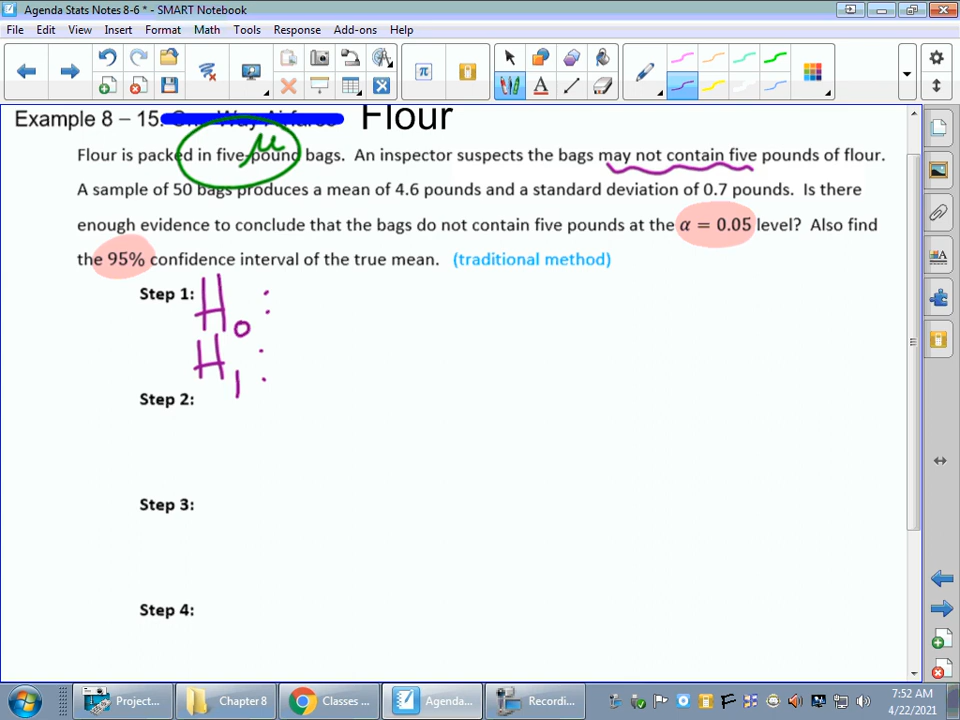 Agenda Stats Notes 8-6 * - SMART Notebook
File Edit View Insert Format Math Tools Response Add-ons Help
Example 8 – 15: One-Way Airfares Flour
μ
Flour is packed in five-pound bags. An inspector suspects the bags may not contain five pounds of flour.
A sample of 50 bags produces a mean of 4.6 pounds and a standard deviation of 0.7 pounds. Is there
enough evidence to conclude that the bags do not contain five pounds at the α = 0.05 level? Also find
the 95% confidence interval of the true mean. (traditional method)
Step 1: H₀ :
H₁ :
Step 2:
Step 3:
Step 4:
Project... Chapter 8 Classes ... Agenda... Recordi... 7:52 AM
4/22/2021